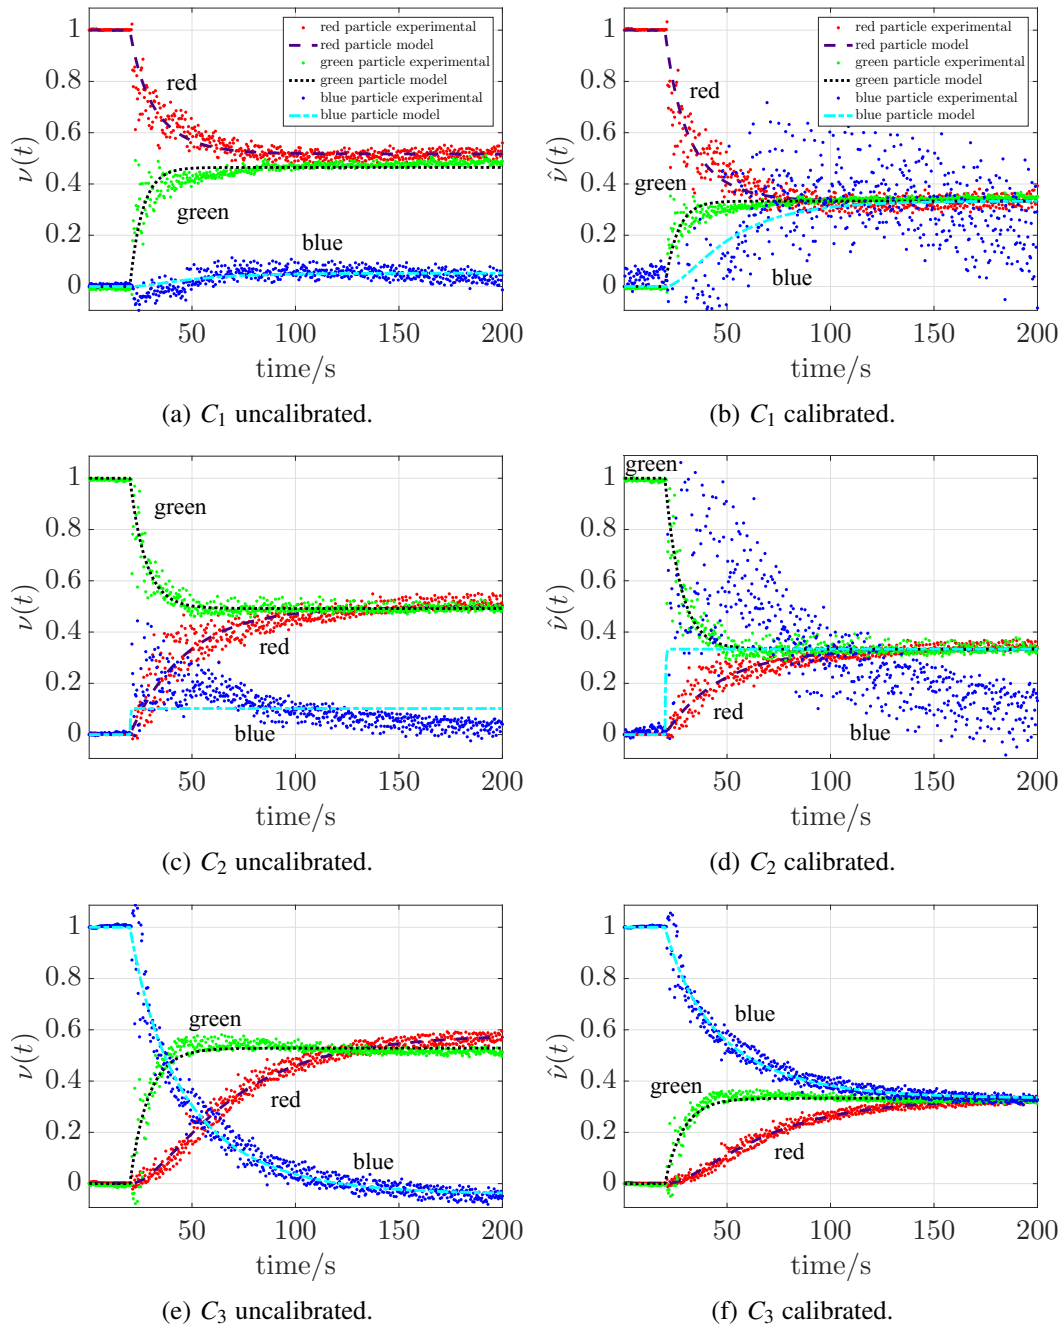 1
0.8
0.6
0.4
0.2
0
ν(t)
red particle experimental
red particle model
green particle experimental
green particle model
blue particle experimental
blue particle model
red
green
blue
50
100
150
200
time/s
(a) C₁ uncalibrated.
1
0.8
0.6
0.4
0.2
0
ν̂(t)
red particle experimental
red particle model
green particle experimental
green particle model
blue particle experimental
blue particle model
red
green
blue
50
100
150
200
time/s
(b) C₁ calibrated.
1
0.8
0.6
0.4
0.2
0
ν(t)
green
red
blue
50
100
150
200
time/s
(c) C₂ uncalibrated.
1
0.8
0.6
0.4
0.2
0
ν̂(t)
green
red
blue
50
100
150
200
time/s
(d) C₂ calibrated.
1
0.8
0.6
0.4
0.2
0
ν(t)
green
red
blue
50
100
150
200
time/s
(e) C₃ uncalibrated.
1
0.8
0.6
0.4
0.2
0
ν̂(t)
blue
green
red
50
100
150
200
time/s
(f) C₃ calibrated.